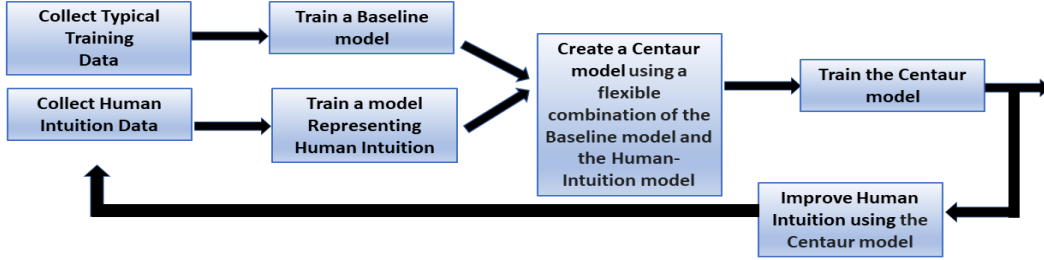 Collect Typical
Training
Data
Train a Baseline
model
Collect Human
Intuition Data
Train a model
Representing
Human Intuition
Create a Centaur
model using a
flexible
combination of the
Baseline model and
the Human-
Intuition model
Train the Centaur
model
Improve Human
Intuition using the
Centaur model